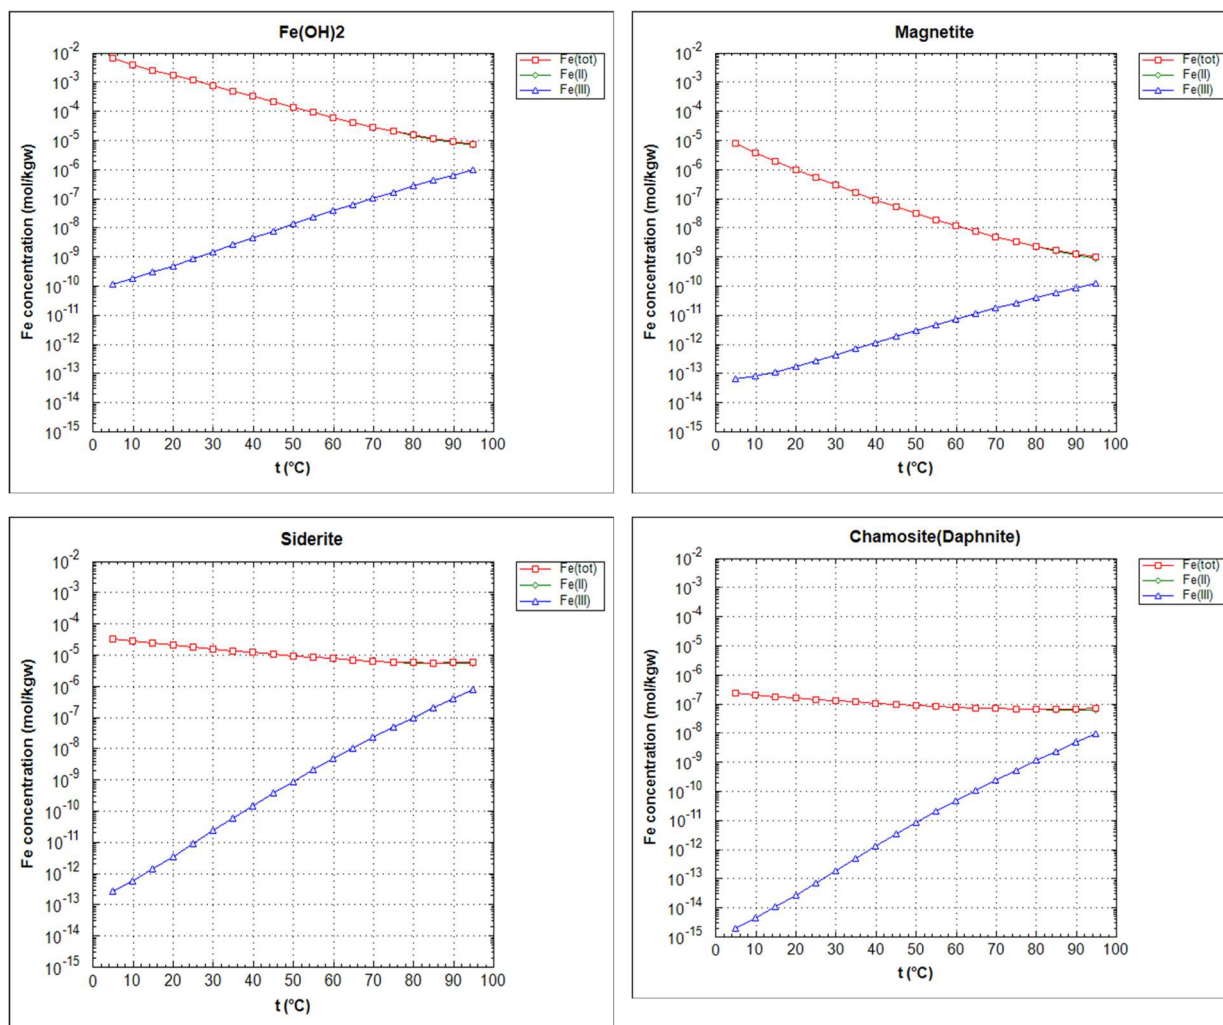 Fe(OH)2
Fe(tot)
Fe(II)
Fe(III)
Fe concentration (mol/kgw)
10-2
10-3
10-4
10-5
10-6
10-7
10-8
10-9
10-10
10-11
10-12
10-13
10-14
10-15
0 10 20 30 40 50 60 70 80 90 100
t (°C)
Magnetite
Fe(tot)
Fe(II)
Fe(III)
Fe concentration (mol/kgw)
10-2
10-3
10-4
10-5
10-6
10-7
10-8
10-9
10-10
10-11
10-12
10-13
10-14
10-15
0 10 20 30 40 50 60 70 80 90 100
t (°C)
Siderite
Fe(tot)
Fe(II)
Fe(III)
Fe concentration (mol/kgw)
10-2
10-3
10-4
10-5
10-6
10-7
10-8
10-9
10-10
10-11
10-12
10-13
10-14
10-15
0 10 20 30 40 50 60 70 80 90 100
t (°C)
Chamosite(Daphnite)
Fe(tot)
Fe(II)
Fe(III)
Fe concentration (mol/kgw)
10-2
10-3
10-4
10-5
10-6
10-7
10-8
10-9
10-10
10-11
10-12
10-13
10-14
10-15
0 10 20 30 40 50 60 70 80 90 100
t (°C)